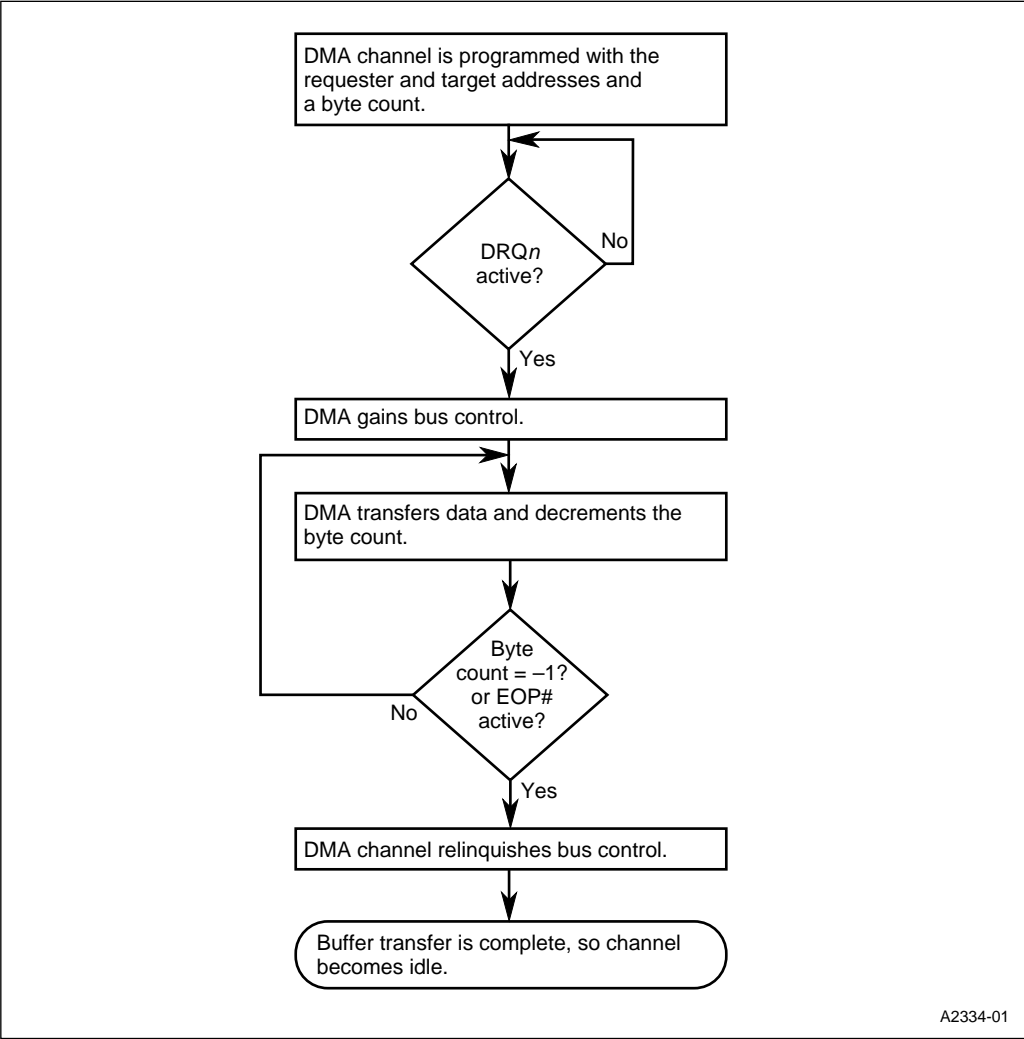 DMA channel is programmed with the
requester and target addresses and
a byte count.
DRQn
active?
No
Yes
DMA gains bus control.
DMA transfers data and decrements the
byte count.
Byte
count = –1?
or EOP#
active?
No
Yes
DMA channel relinquishes bus control.
Buffer transfer is complete, so channel
becomes idle.
A2334-01